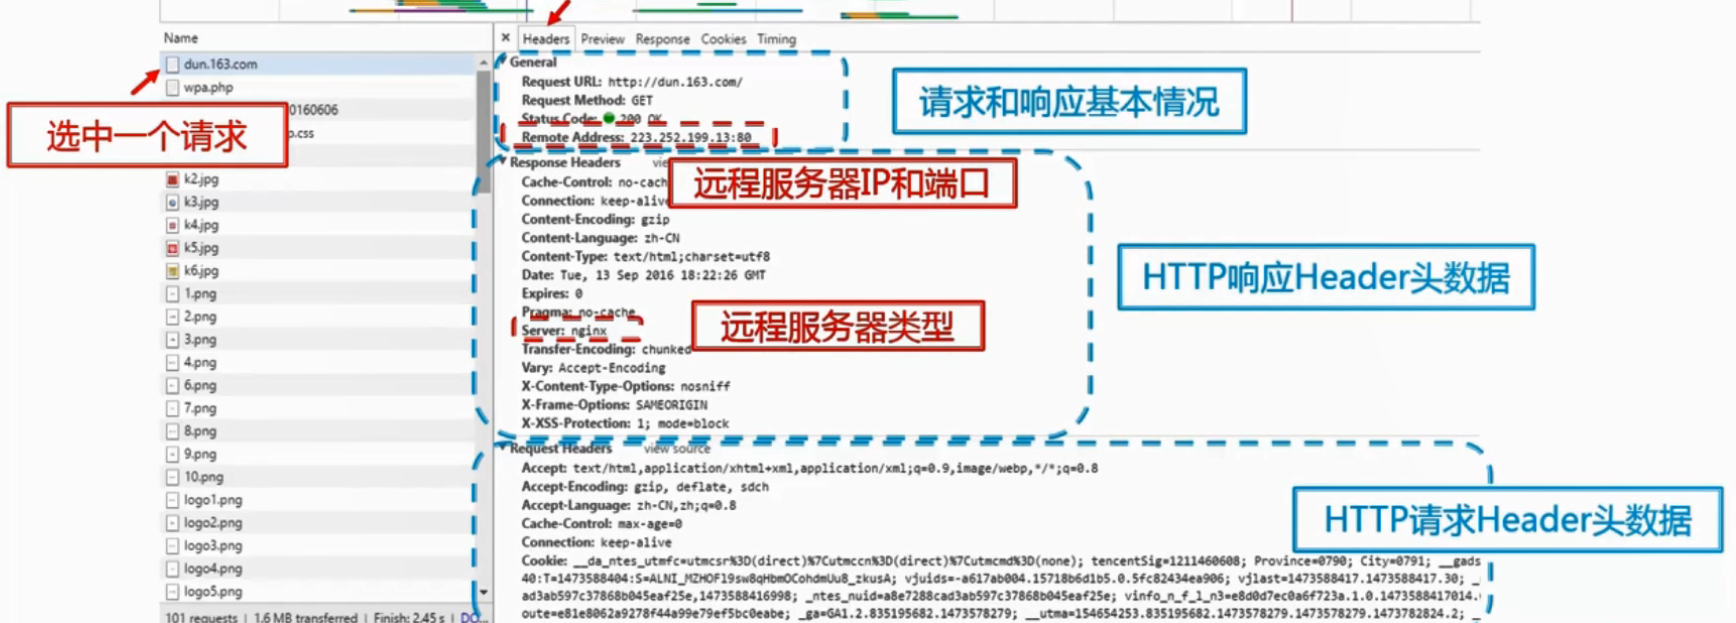 Name
× Headers Preview Response Cookies Timing
dun.163.com
wpa.php
0160606
.css
选中一个请求
k2.jpg
k3.jpg
k4.jpg
k5.jpg
k6.jpg
1.png
2.png
3.png
4.png
6.png
7.png
8.png
9.png
10.png
logo1.png
logo2.png
logo3.png
logo4.png
logo5.png
101 requests | 1.6 MB transferred | Finish: 2.45 s | DO...
General
Request URL: http://dun.163.com/
Request Method: GET
Status Code: 200 OK
Remote Address: 223.252.199.13:80
请求和响应基本情况
Response Headers
远程服务器IP和端口
Cache-Control: no-cach
Connection: keep-alive
Content-Encoding: gzip
Content-Language: zh-CN
Content-Type: text/html;charset=utf8
Date: Tue, 13 Sep 2016 18:22:26 GMT
Expires: 0
Pragma: no-cache
Server: nginx
远程服务器类型
Transfer-Encoding: chunked
Vary: Accept-Encoding
X-Content-Type-Options: nosniff
X-Frame-Options: SAMEORIGIN
X-XSS-Protection: 1; mode=block
HTTP响应Header头数据
Request Headers view source
Accept: text/html,application/xhtml+xml,application/xml;q=0.9,image/webp,*/*;q=0.8
Accept-Encoding: gzip, deflate, sdch
Accept-Language: zh-CN,zh;q=0.8
Cache-Control: max-age=0
Connection: keep-alive
HTTP请求Header头数据
Cookie: __da_ntes_utmfc=utmcsr%3D(direct)%7Cutmccn%3D(direct)%7Cutmcmd%3D(none); tencentSig=1211460608; Province=0790; City=0791; __gads
40:T=1473588404:S=ALNI_MZHOFl9sw8qHbmOCohdmUu8_zkusA; vjuids=-a617ab004.15718b6d1b5.0.5fc82434ea906; vjlast=1473588417.1473588417.30; _
ad3ab597c37868b045eaf25e,1473588416998; _ntes_nuid=a8e7288cad3ab597c37868b045eaf25e; vinfo_n_f_l_n3=e8d0d7ec0a6f723a.1.0.1473588417014.
oute=e81e8062a9278f44a99e79ef5bc0eabe; _ga=GA1.2.835195682.1473578279; __utma=154654253.835195682.1473578279.1473578279.1473782824.2; _